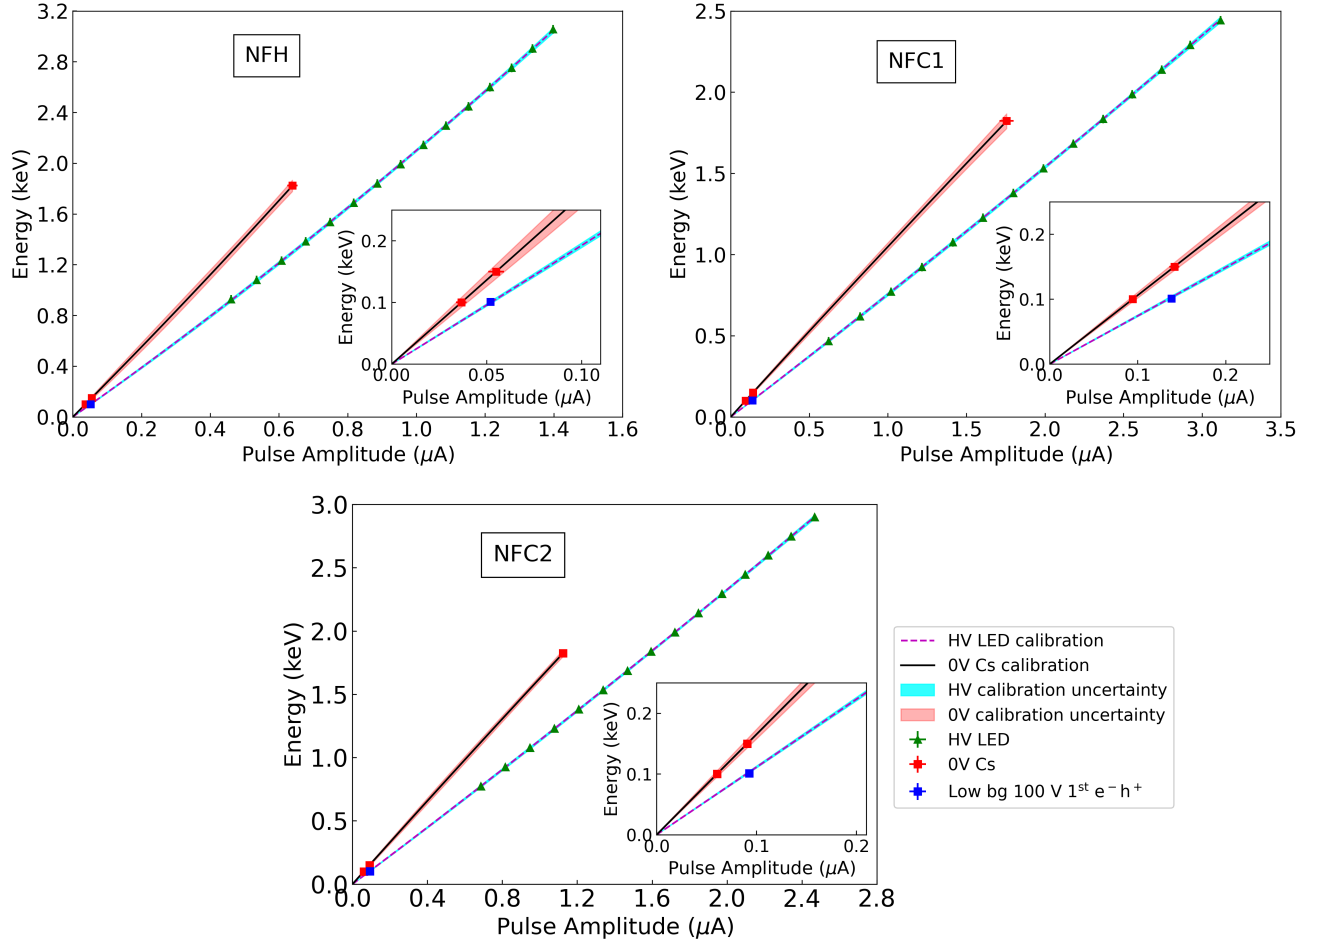 NFH
Energy (keV)
3.2
2.8
2.4
2.0
1.6
1.2
0.8
0.4
0.0
0.0 0.2 0.4 0.6 0.8 1.0 1.2 1.4 1.6
Pulse Amplitude (μA)
Energy (keV)
0.2
0.1
0.0
0.00 0.05 0.10
Pulse Amplitude (μA)
NFC1
Energy (keV)
2.5
2.0
1.5
1.0
0.5
0.0
0.0 0.5 1.0 1.5 2.0 2.5 3.0 3.5
Pulse Amplitude (μA)
Energy (keV)
0.2
0.1
0.0
0.0 0.1 0.2
Pulse Amplitude (μA)
NFC2
Energy (keV)
3.0
2.5
2.0
1.5
1.0
0.5
0.0
0.0 0.4 0.8 1.2 1.6 2.0 2.4 2.8
Pulse Amplitude (μA)
Energy (keV)
0.2
0.1
0.0
0.0 0.1 0.2
Pulse Amplitude (μA)
HV LED calibration
0V Cs calibration
HV calibration uncertainty
0V calibration uncertainty
HV LED
0V Cs
Low bg 100 V 1ˢᵗ e⁻h⁺